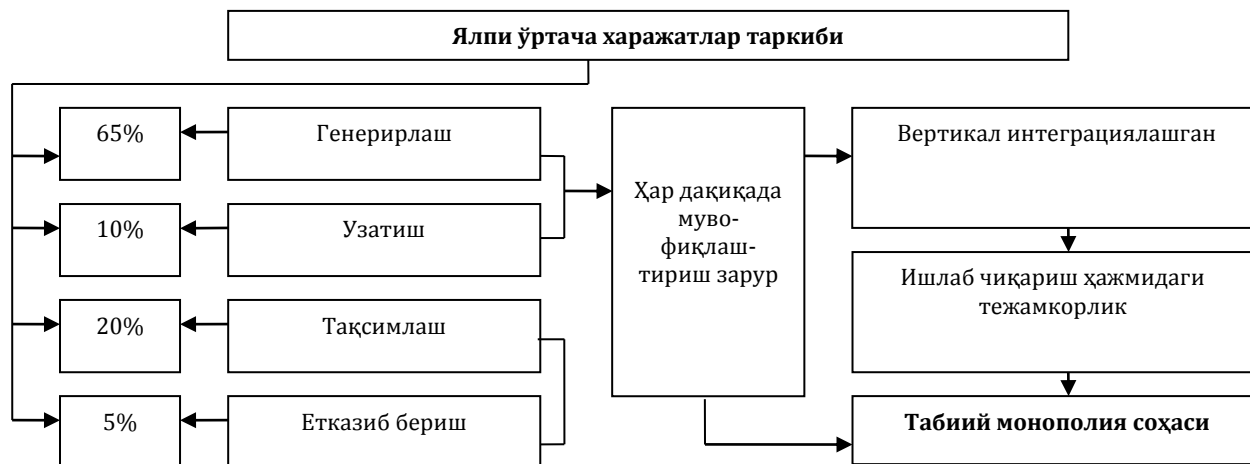 Ялпи ўртача харажатлар таркиби
65%
Генерирлаш
10%
Узатиш
20%
Тақсимлаш
5%
Етказиб бериш
Ҳар дақиқада
муво-
фиқлаш-
тириш зарур
Вертикал интеграциялашган
Ишлаб чиқариш ҳажмидаги
тежамкорлик
Табиий монополия соҳаси